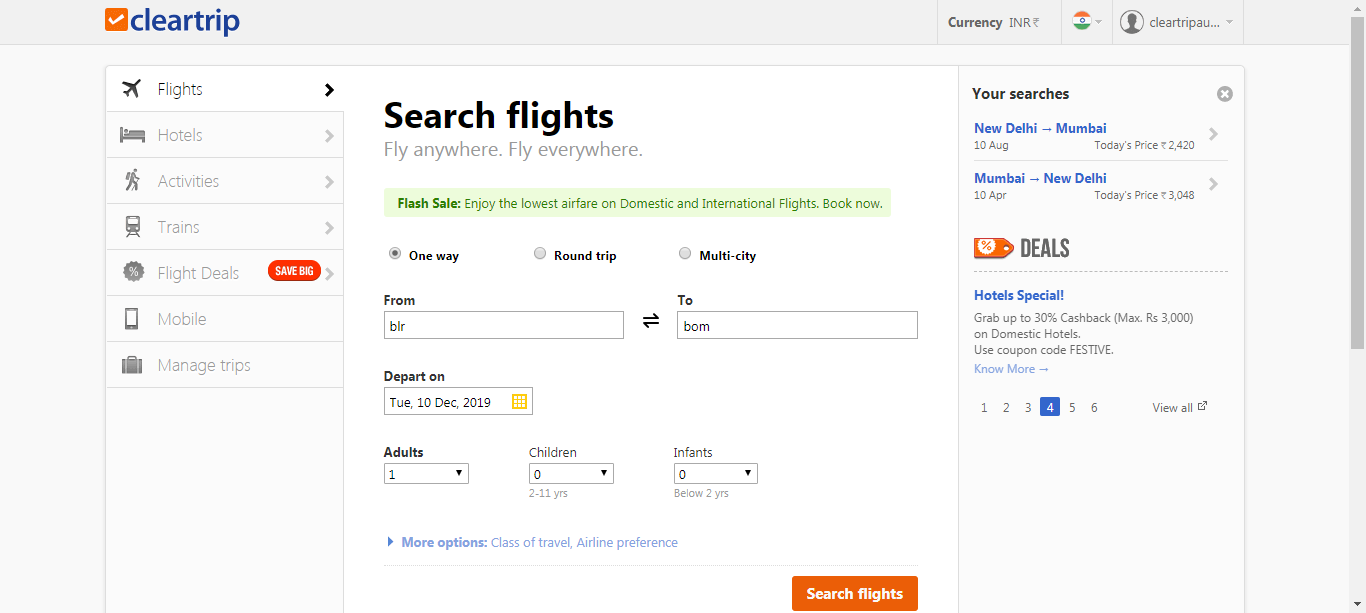 cleartrip
Currency INR ₹
cleartripau...
Flights
Hotels
Activities
Trains
Flight Deals SAVE BIG
Mobile
Manage trips
Search flights
Fly anywhere. Fly everywhere.
Flash Sale: Enjoy the lowest airfare on Domestic and International Flights. Book now.
One way Round trip Multi-city
From To
blr bom
Depart on
Tue, 10 Dec, 2019
Adults Children Infants
1 0 0
2-11 yrs Below 2 yrs
More options: Class of travel, Airline preference
Search flights
Your searches
New Delhi → Mumbai
10 Aug Today's Price ₹ 2,420
Mumbai → New Delhi
10 Apr Today's Price ₹ 3,048
% DEALS
Hotels Special!
Grab up to 30% Cashback (Max. Rs 3,000)
on Domestic Hotels.
Use coupon code FESTIVE.
Know More →
1 2 3 4 5 6 View all